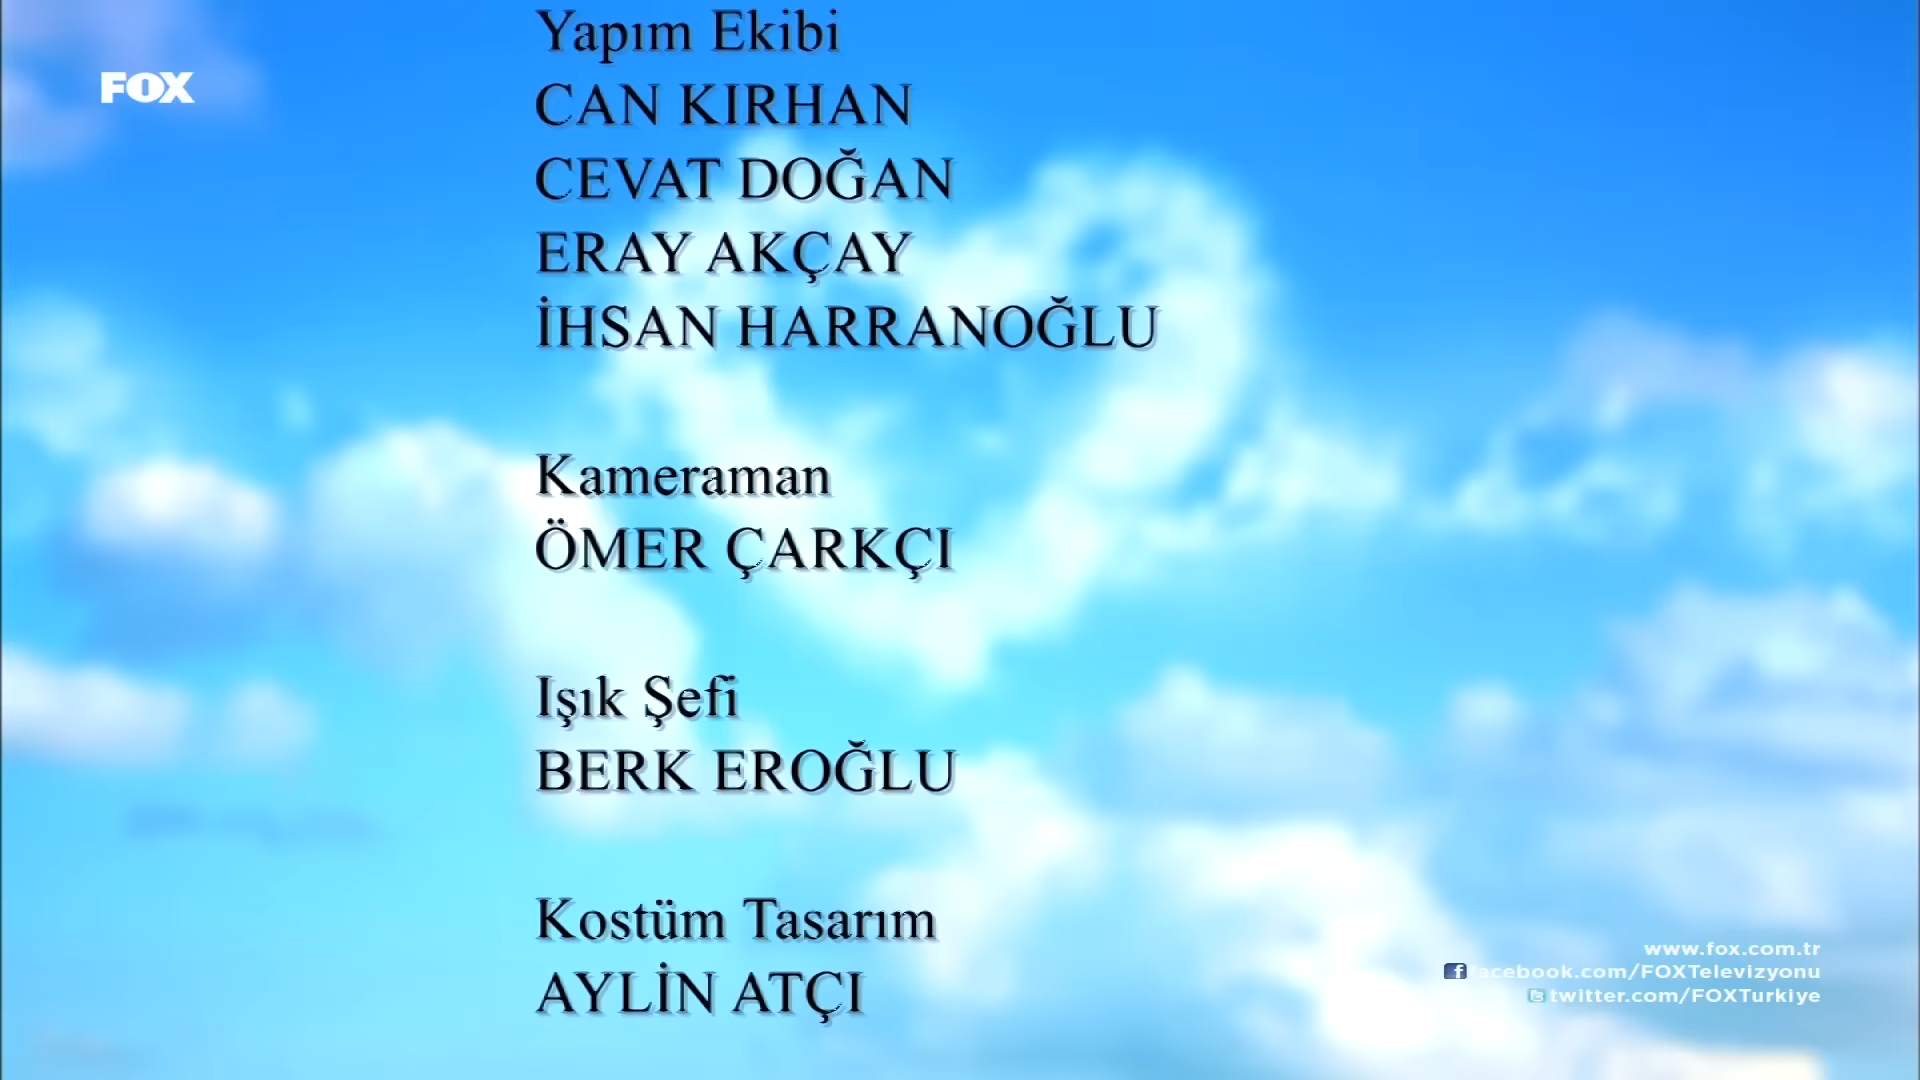 Yapım Ekibi
FOX
CAN KIRHAN
CEVAT DOĞAN
ERAY AKÇAY
İHSAN HARRANOĞLU
Kameraman
ÖMER ÇARKÇI
Işık Şefi
BERK EROĞLU
Kostüm Tasarım
AYLİN ATÇI
www.fox.com.tr
facebook.com/FOXTelevizyonu
twitter.com/FOXTurkiye